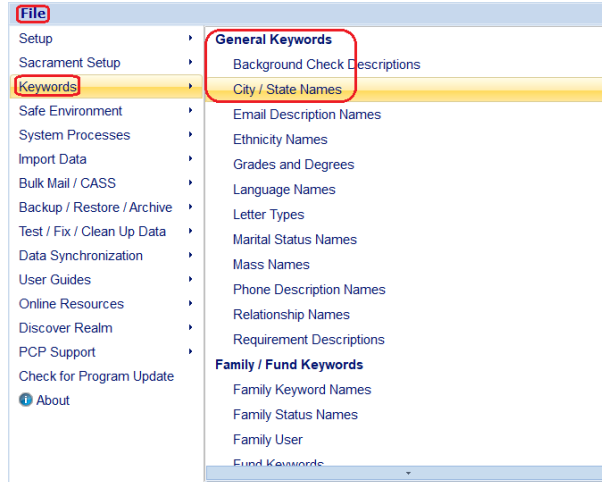 File
Setup
Sacrament Setup
Keywords
Safe Environment
System Processes
Import Data
Bulk Mail / CASS
Backup / Restore / Archive
Test / Fix / Clean Up Data
Data Synchronization
User Guides
Online Resources
Discover Realm
PCP Support
Check for Program Update
About
General Keywords
Background Check Descriptions
City / State Names
Email Description Names
Ethnicity Names
Grades and Degrees
Language Names
Letter Types
Marital Status Names
Mass Names
Phone Description Names
Relationship Names
Requirement Descriptions
Family / Fund Keywords
Family Keyword Names
Family Status Names
Family User
Fund Keywords